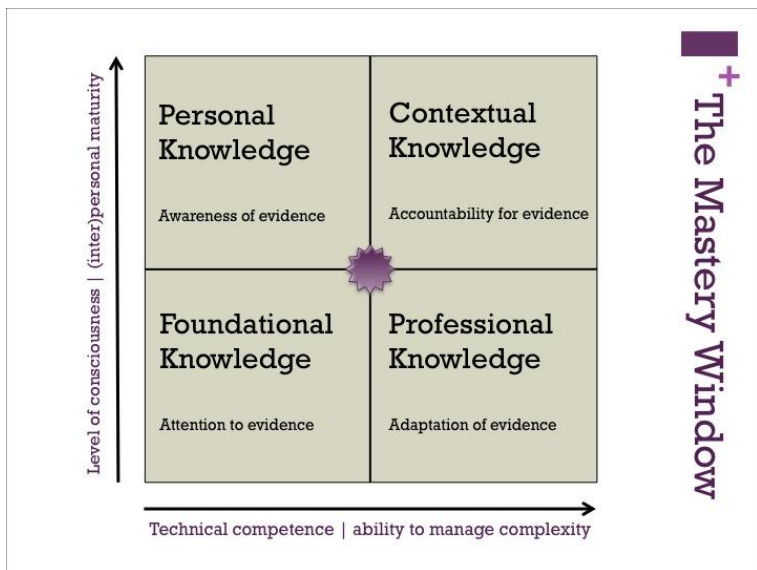 +
The Mastery Window
Level of consciousness | (inter)personal maturity
Personal
Knowledge
Awareness of evidence
Contextual
Knowledge
Accountability for evidence
Foundational
Knowledge
Attention to evidence
Professional
Knowledge
Adaptation of evidence
Technical competence | ability to manage complexity